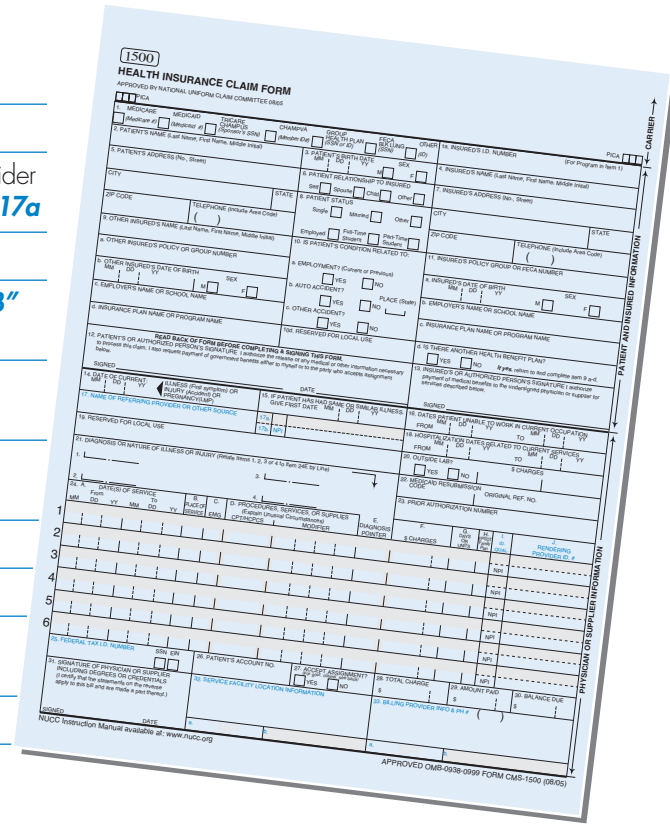 ider
17a
3"
1500
HEALTH INSURANCE CLAIM FORM
APPROVED BY NATIONAL UNIFORM CLAIM COMMITTEE 08/05
PICA
PICA
CARRIER
1. MEDICARE MEDICAID TRICARE CHAMPUS CHAMPVA GROUP HEALTH PLAN FECA BLK LUNG OTHER
(Medicare #) (Medicaid #) (Sponsor's SSN) (Member ID#) (SSN or ID) (SSN) (ID)
1a. INSURED'S I.D. NUMBER (For Program in Item 1)
2. PATIENT'S NAME (Last Name, First Name, Middle Initial)
3. PATIENT'S BIRTH DATE SEX
MM DD YY M F
4. INSURED'S NAME (Last Name, First Name, Middle Initial)
5. PATIENT'S ADDRESS (No., Street)
6. PATIENT RELATIONSHIP TO INSURED
Self Spouse Child Other
7. INSURED'S ADDRESS (No., Street)
CITY STATE
8. PATIENT STATUS
Single Married Other
CITY STATE
ZIP CODE TELEPHONE (Include Area Code)
( )
Employed Full-Time Student Part-Time Student
ZIP CODE TELEPHONE (Include Area Code)
( )
9. OTHER INSURED'S NAME (Last Name, First Name, Middle Initial)
10. IS PATIENT'S CONDITION RELATED TO:
11. INSURED'S POLICY GROUP OR FECA NUMBER
a. OTHER INSURED'S POLICY OR GROUP NUMBER
a. EMPLOYMENT? (Current or Previous)
YES NO
a. INSURED'S DATE OF BIRTH SEX
MM DD YY M F
b. OTHER INSURED'S DATE OF BIRTH SEX
MM DD YY M F
b. AUTO ACCIDENT? PLACE (State)
YES NO
b. EMPLOYER'S NAME OR SCHOOL NAME
c. EMPLOYER'S NAME OR SCHOOL NAME
c. OTHER ACCIDENT?
YES NO
c. INSURANCE PLAN NAME OR PROGRAM NAME
d. INSURANCE PLAN NAME OR PROGRAM NAME
10d. RESERVED FOR LOCAL USE
d. IS THERE ANOTHER HEALTH BENEFIT PLAN?
YES NO If yes, return to and complete item 9 a-d.
PATIENT AND INSURED INFORMATION
READ BACK OF FORM BEFORE COMPLETING & SIGNING THIS FORM.
12. PATIENT'S OR AUTHORIZED PERSON'S SIGNATURE I authorize the release of any medical or other information necessary
to process this claim. I also request payment of government benefits either to myself or to the party who accepts assignment
below.
SIGNED DATE
13. INSURED'S OR AUTHORIZED PERSON'S SIGNATURE I authorize
payment of medical benefits to the undersigned physician or supplier for
services described below.
SIGNED
14. DATE OF CURRENT:
MM DD YY
ILLNESS (First symptom) OR
INJURY (Accident) OR
PREGNANCY(LMP)
15. IF PATIENT HAS HAD SAME OR SIMILAR ILLNESS.
GIVE FIRST DATE MM DD YY
16. DATES PATIENT UNABLE TO WORK IN CURRENT OCCUPATION
MM DD YY MM DD YY
FROM TO
17. NAME OF REFERRING PROVIDER OR OTHER SOURCE
17a.
17b. NPI
18. HOSPITALIZATION DATES RELATED TO CURRENT SERVICES
MM DD YY MM DD YY
FROM TO
19. RESERVED FOR LOCAL USE
20. OUTSIDE LAB? $ CHARGES
YES NO
21. DIAGNOSIS OR NATURE OF ILLNESS OR INJURY (Relate Items 1, 2, 3 or 4 to Item 24E by Line)
1. 3.
2. 4.
22. MEDICAID RESUBMISSION
CODE ORIGINAL REF. NO.
23. PRIOR AUTHORIZATION NUMBER
24. A. DATE(S) OF SERVICE
From To
MM DD YY MM DD YY
B. PLACE OF SERVICE
C. EMG
D. PROCEDURES, SERVICES, OR SUPPLIES
(Explain Unusual Circumstances)
CPT/HCPCS MODIFIER
E. DIAGNOSIS POINTER
F. $ CHARGES
G. DAYS OR UNITS
H. EPSDT Family Plan
I. ID. QUAL.
J. RENDERING PROVIDER ID. #
1 NPI
2 NPI
3 NPI
4 NPI
5 NPI
6 NPI
PHYSICIAN OR SUPPLIER INFORMATION
25. FEDERAL TAX I.D. NUMBER SSN EIN
26. PATIENT'S ACCOUNT NO.
27. ACCEPT ASSIGNMENT?
YES NO
28. TOTAL CHARGE
$
29. AMOUNT PAID
$
30. BALANCE DUE
$
31. SIGNATURE OF PHYSICIAN OR SUPPLIER
INCLUDING DEGREES OR CREDENTIALS
(I certify that the statements on the reverse
apply to this bill and are made a part thereof.)
SIGNED DATE
32. SERVICE FACILITY LOCATION INFORMATION
a. b.
33. BILLING PROVIDER INFO & PH # ( )
a. b.
NUCC Instruction Manual available at: www.nucc.org
APPROVED OMB-0938-0999 FORM CMS-1500 (08/05)